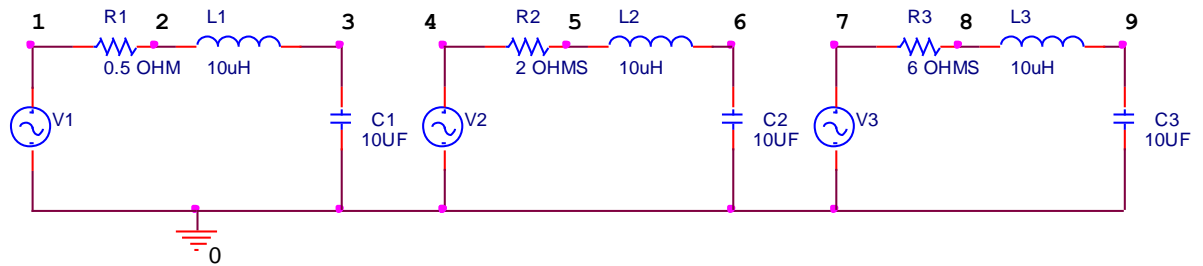 1 2 3 4 5 6 7 8 9
R1 L1 R2 L2 R3 L3
0.5 OHM 10uH 2 OHMS 10uH 6 OHMS 10uH
V1 C1 V2 C2 V3 C3
10UF 10UF 10UF
0